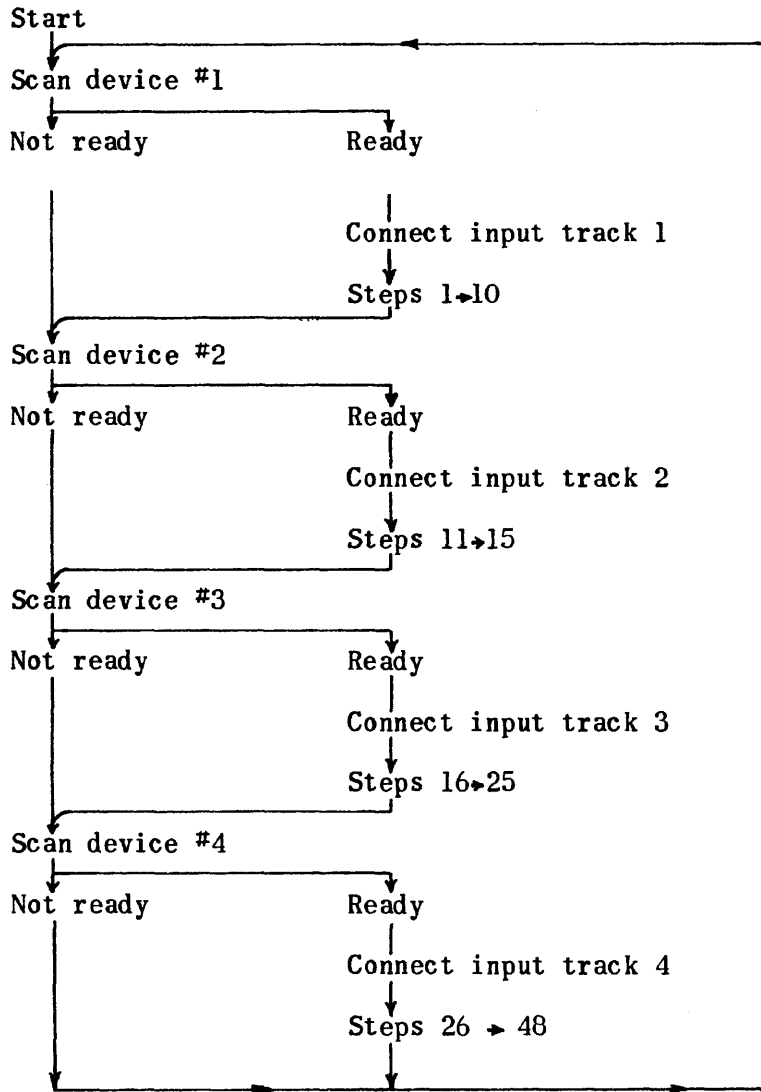 Start
Scan device #1
Not ready Ready
Connect input track 1
Steps 1→10
Scan device #2
Not ready Ready
Connect input track 2
Steps 11→15
Scan device #3
Not ready Ready
Connect input track 3
Steps 16→25
Scan device #4
Not ready Ready
Connect input track 4
Steps 26 → 48